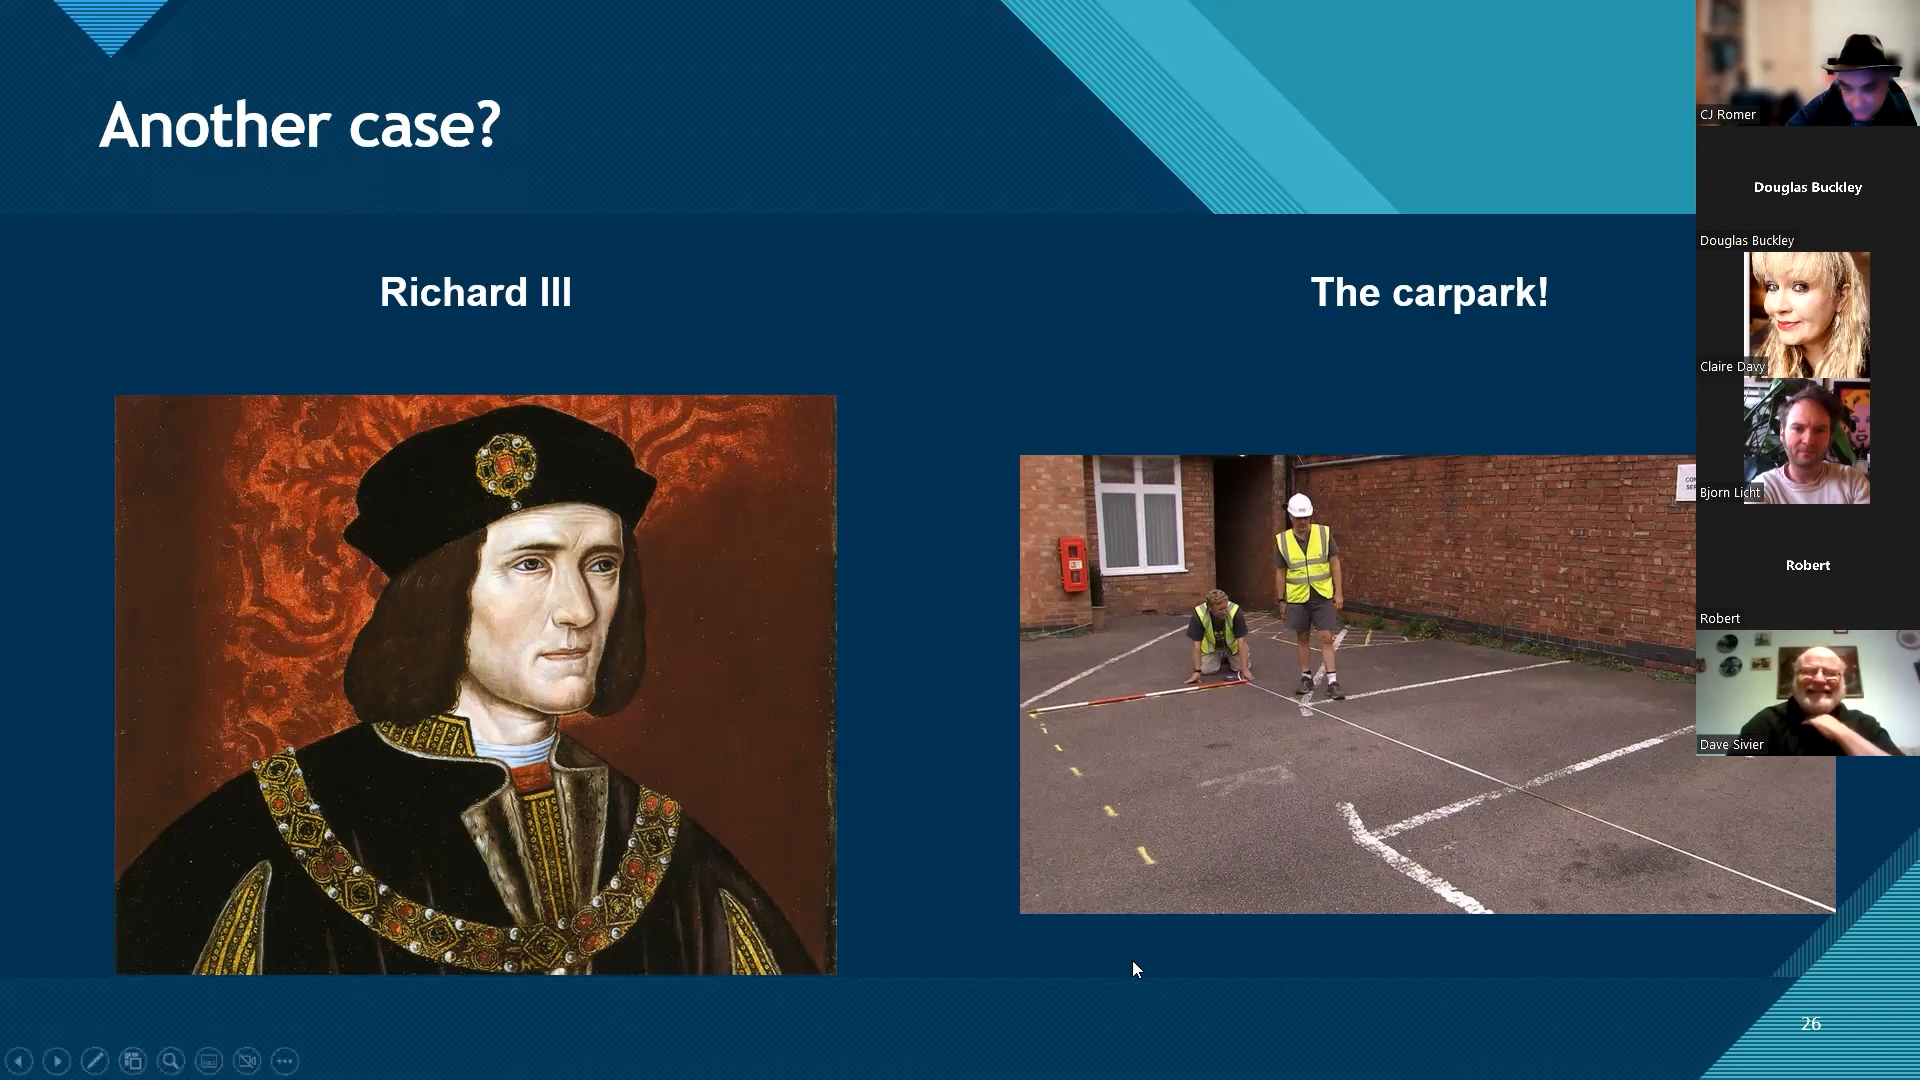 Another case?
Richard III
The carpark!
CJ Romer
Douglas Buckley
Douglas Buckley
Claire Davy
Bjorn Licht
Robert
Robert
Dave Sivier
26